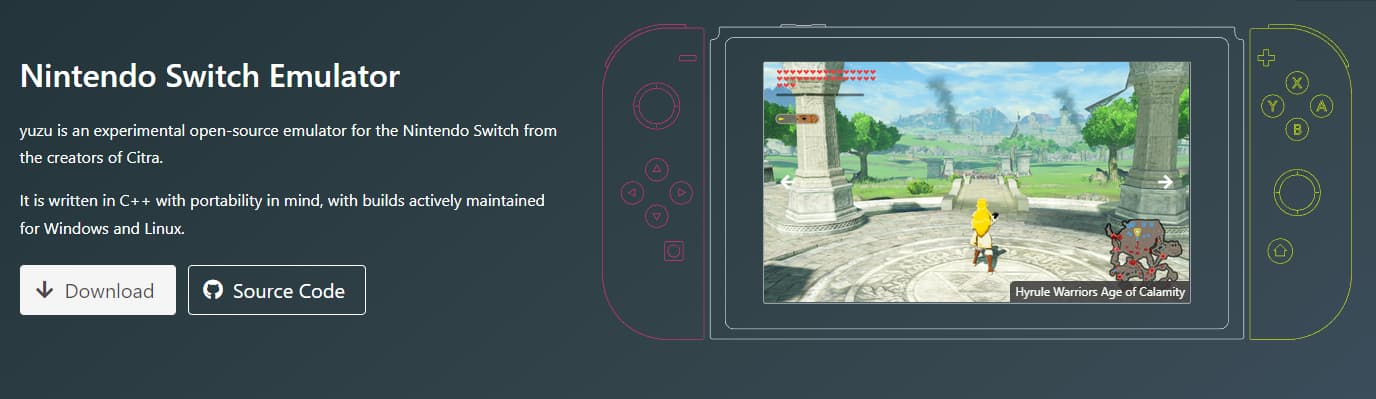 Nintendo Switch Emulator
yuzu is an experimental open-source emulator for the Nintendo Switch from
the creators of Citra.
It is written in C++ with portability in mind, with builds actively maintained
for Windows and Linux.
Download
Source Code
X
Y
A
B
Hyrule Warriors Age of Calamity